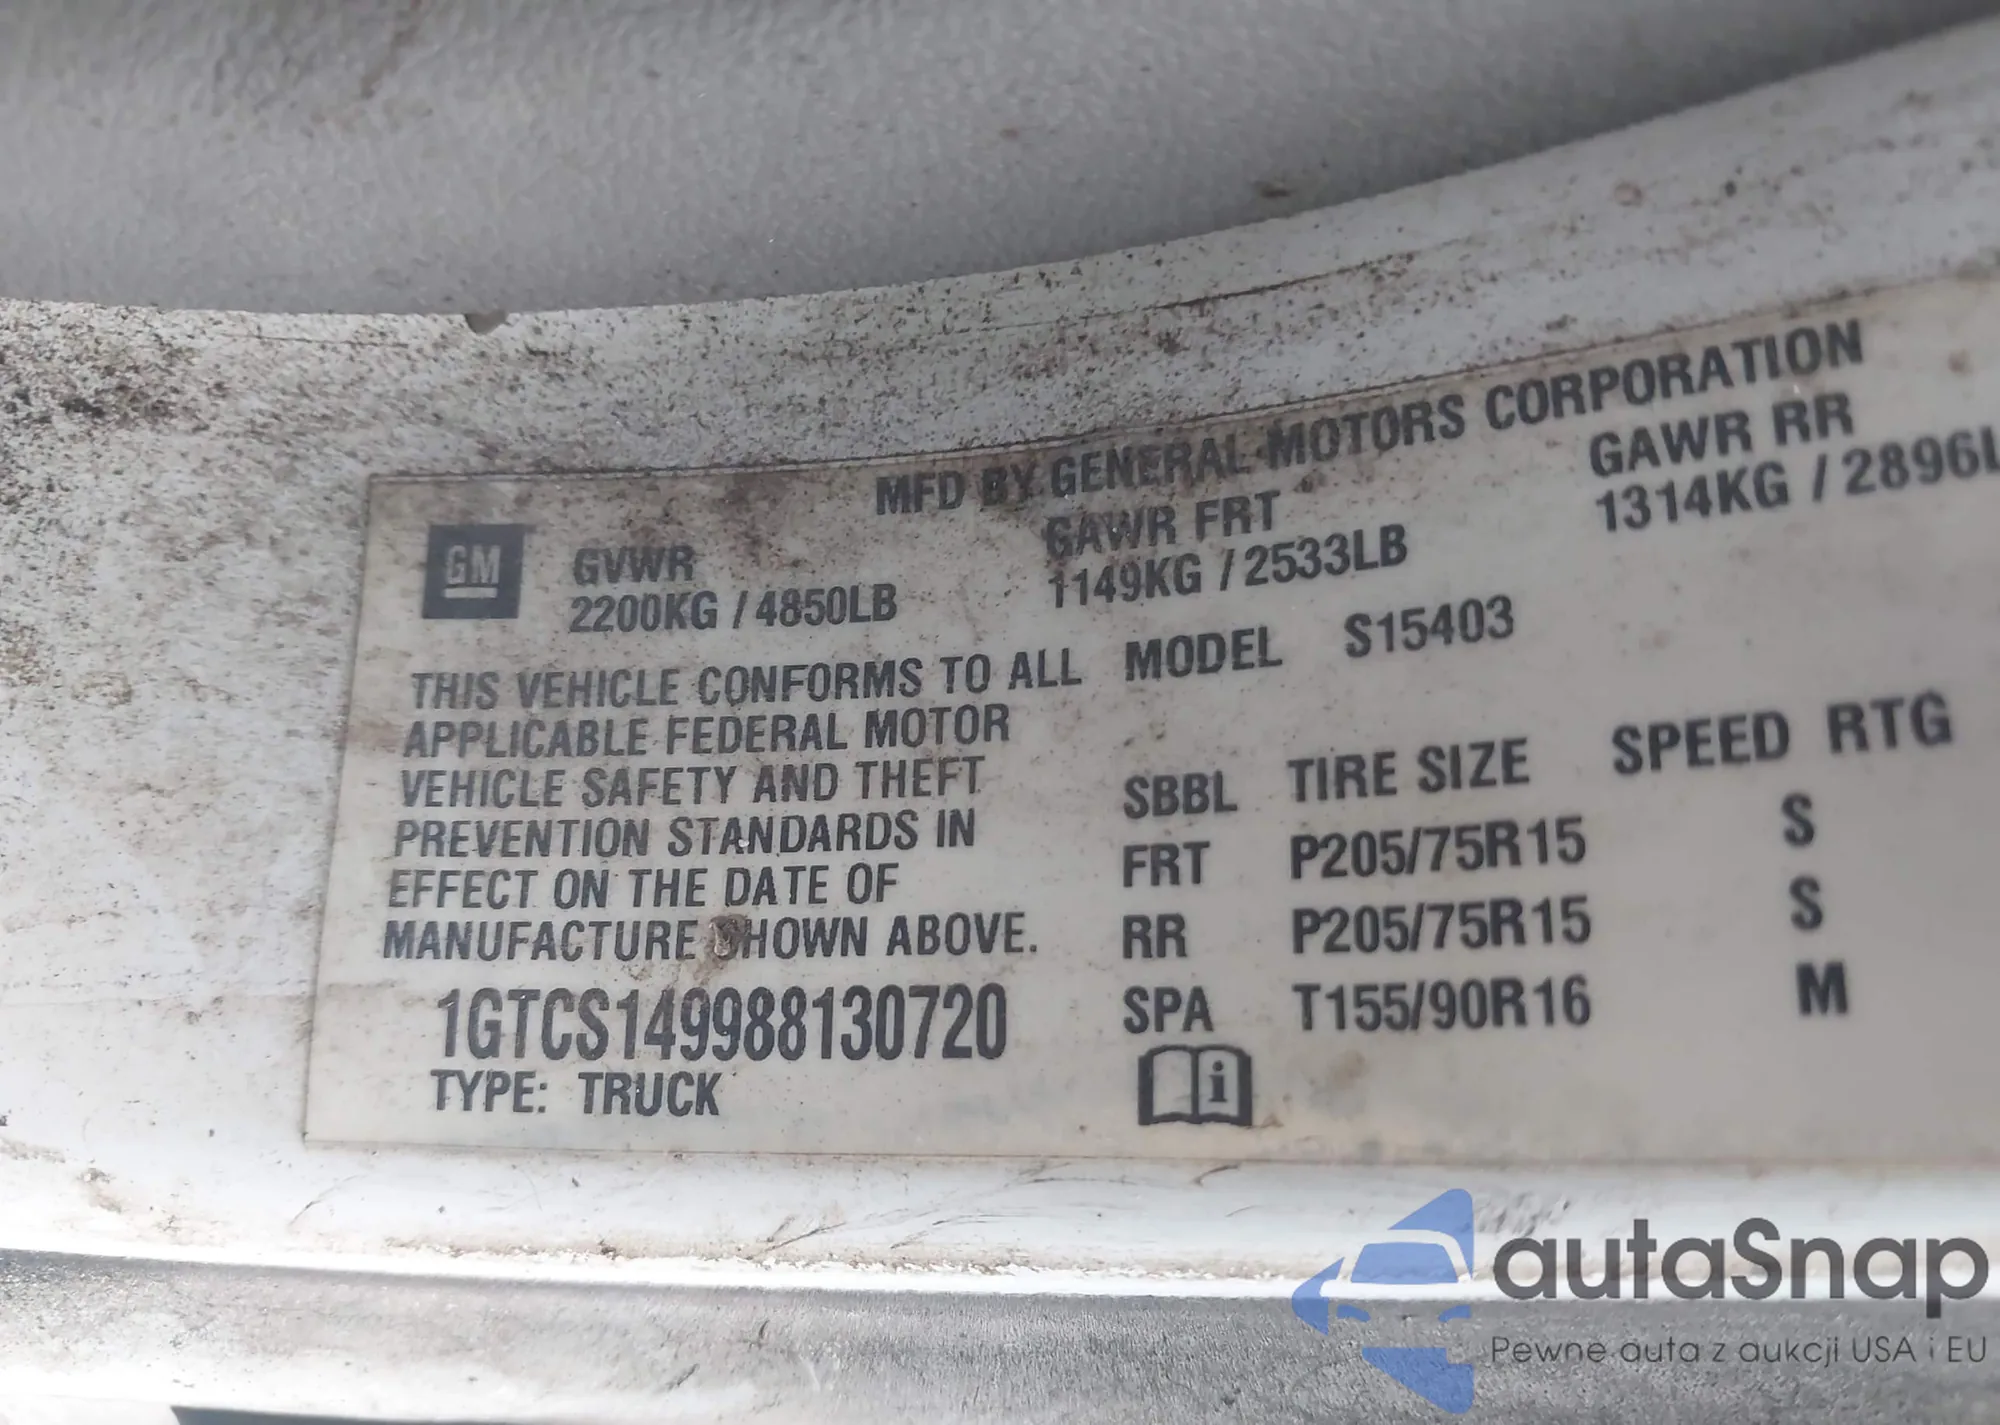 MFD BY GENERAL MOTORS CORPORATION
GM
GVWR GAWR FRT GAWR RR
2200KG / 4850LB 1149KG / 2533LB 1314KG / 2896L
THIS VEHICLE CONFORMS TO ALL
APPLICABLE FEDERAL MOTOR
VEHICLE SAFETY AND THEFT
PREVENTION STANDARDS IN
EFFECT ON THE DATE OF
MANUFACTURE SHOWN ABOVE.
1GTCS149988130720
TYPE: TRUCK
MODEL S15403
SBBL TIRE SIZE SPEED RTG
FRT P205/75R15 S
RR P205/75R15 S
SPA T155/90R16 M
i
autaSnap
Pewne auta z aukcji USA i EU